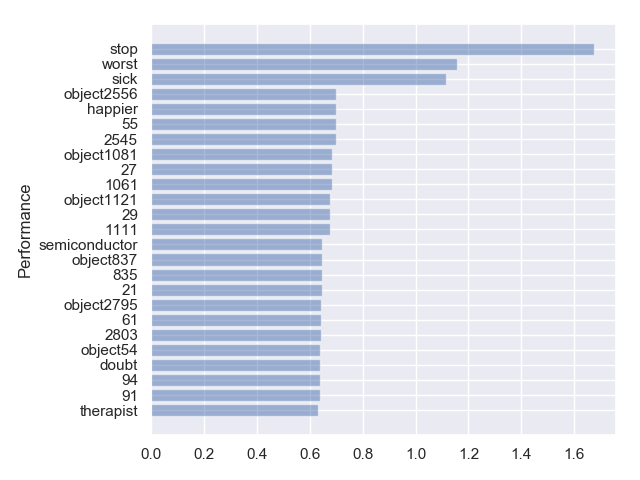 stop
worst
sick
object2556
happier
55
2545
object1081
27
1061
object1121
29
1111
semiconductor
object837
835
21
object2795
61
2803
object54
doubt
94
91
therapist
Performance
0.0 0.2 0.4 0.6 0.8 1.0 1.2 1.4 1.6